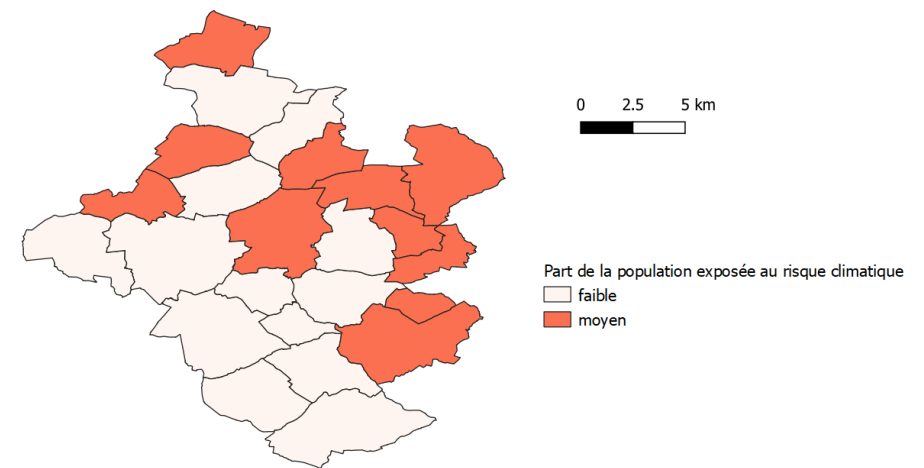 0 2.5 5 km
Part de la population exposée au risque climatique
faible
moyen